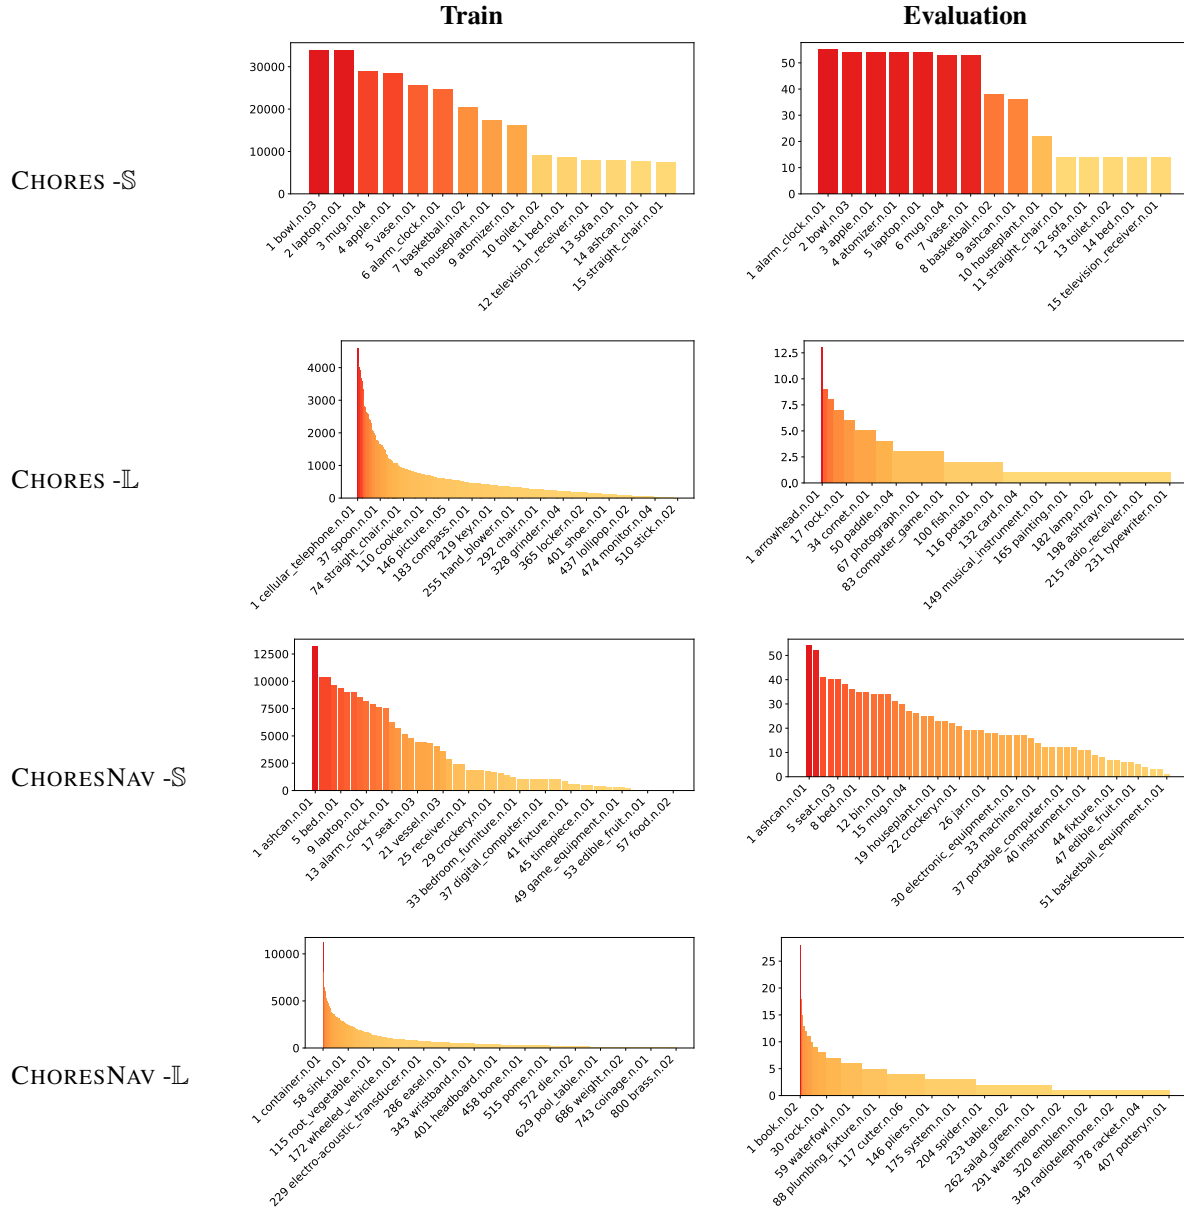 Train
Evaluation
CHORES -𝕊
30000
20000
10000
0
1 bowl.n.03
2 laptop.n.01
3 mug.n.04
4 apple.n.01
5 vase.n.01
6 alarm_clock.n.01
7 basketball.n.02
8 houseplant.n.01
9 atomizer.n.01
10 toilet.n.02
11 bed.n.01
12 television_receiver.n.01
13 sofa.n.01
14 ashcan.n.01
15 straight_chair.n.01
50
40
30
20
10
0
1 alarm_clock.n.01
2 bowl.n.03
3 apple.n.01
4 atomizer.n.01
5 laptop.n.01
6 mug.n.04
7 vase.n.01
8 basketball.n.02
9 ashcan.n.01
10 houseplant.n.01
11 straight_chair.n.01
12 sofa.n.01
13 toilet.n.02
14 bed.n.01
15 television_receiver.n.01
CHORES -𝕃
4000
3000
2000
1000
0
1 cellular_telephone.n.01
37 spoon.n.01
74 straight_chair.n.01
110 cookie.n.01
146 picture.n.05
183 compass.n.01
219 key.n.01
255 hand_blower.n.01
292 chair.n.01
328 grinder.n.04
365 locker.n.02
401 shoe.n.01
437 lollipop.n.02
474 monitor.n.04
510 stick.n.02
12.5
10.0
7.5
5.0
2.5
0.0
1 arrowhead.n.01
17 rock.n.01
34 cornet.n.01
50 paddle.n.04
67 photograph.n.01
83 computer_game.n.01
100 fish.n.01
116 potato.n.01
132 card.n.04
149 musical_instrument.n.01
165 painting.n.01
182 lamp.n.02
198 ashtray.n.01
215 radio_receiver.n.01
231 typewriter.n.01
CHORESNAV -𝕊
12500
10000
7500
5000
2500
0
1 ashcan.n.01
5 bed.n.01
9 laptop.n.01
13 alarm_clock.n.01
17 seat.n.03
21 vessel.n.03
25 receiver.n.01
29 crockery.n.01
33 bedroom_furniture.n.01
37 digital_computer.n.01
41 fixture.n.01
45 timepiece.n.01
49 game_equipment.n.01
53 edible_fruit.n.01
57 food.n.02
50
40
30
20
10
0
1 ashcan.n.01
5 seat.n.03
8 bed.n.01
12 bin.n.01
15 mug.n.04
19 houseplant.n.01
22 crockery.n.01
26 jar.n.01
30 electronic_equipment.n.01
33 machine.n.01
37 portable_computer.n.01
40 instrument.n.01
44 fixture.n.01
47 edible_fruit.n.01
51 basketball_equipment.n.01
CHORESNAV -𝕃
10000
5000
0
1 container.n.01
58 sink.n.01
115 root_vegetable.n.01
172 wheeled_vehicle.n.01
229 electro-acoustic_transducer.n.01
286 easel.n.01
343 wristband.n.01
401 headboard.n.01
458 bone.n.01
515 pome.n.01
572 die.n.02
629 pool_table.n.01
686 weight.n.02
743 coinage.n.01
800 brass.n.02
25
20
15
10
5
0
1 book.n.02
30 rock.n.01
59 waterfowl.n.01
88 plumbing_fixture.n.01
117 cutter.n.06
146 pliers.n.01
175 system.n.01
204 spider.n.01
233 table.n.02
262 salad_green.n.01
291 watermelon.n.02
320 emblem.n.02
349 radiotelephone.n.02
378 racket.n.04
407 pottery.n.01